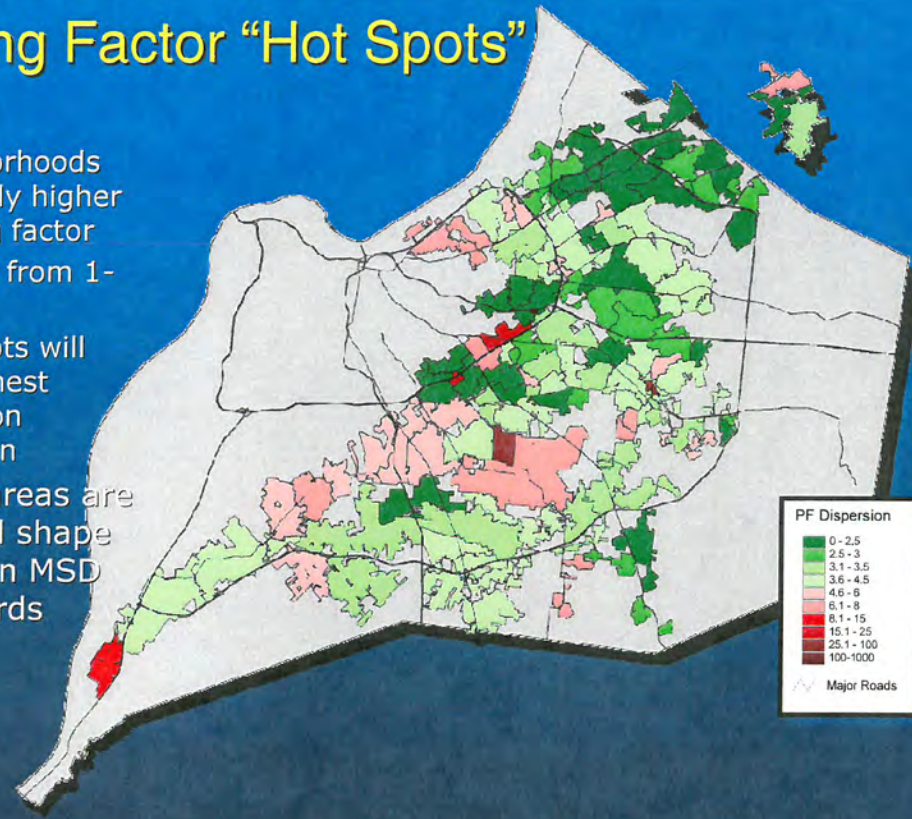 ng Factor “Hot Spots”
orhoods
ly higher
factor
from 1-
ots will
nest
on
n
areas are
d shape
n MSD
rds
PF Dispersion
0 - 2.5
2.5 - 3
3.1 - 3.5
3.6 - 4.5
4.6 - 6
6.1 - 8
8.1 - 15
15.1 - 25
25.1 - 100
100-1000
Major Roads